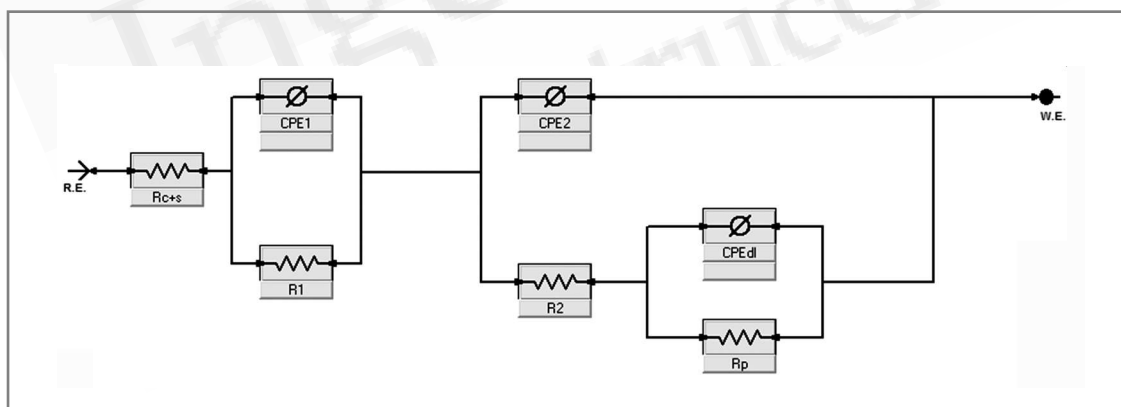 CPE1
CPE2
W.E.
R.E.
Rc+s
CPEdl
R1
R2
Rp